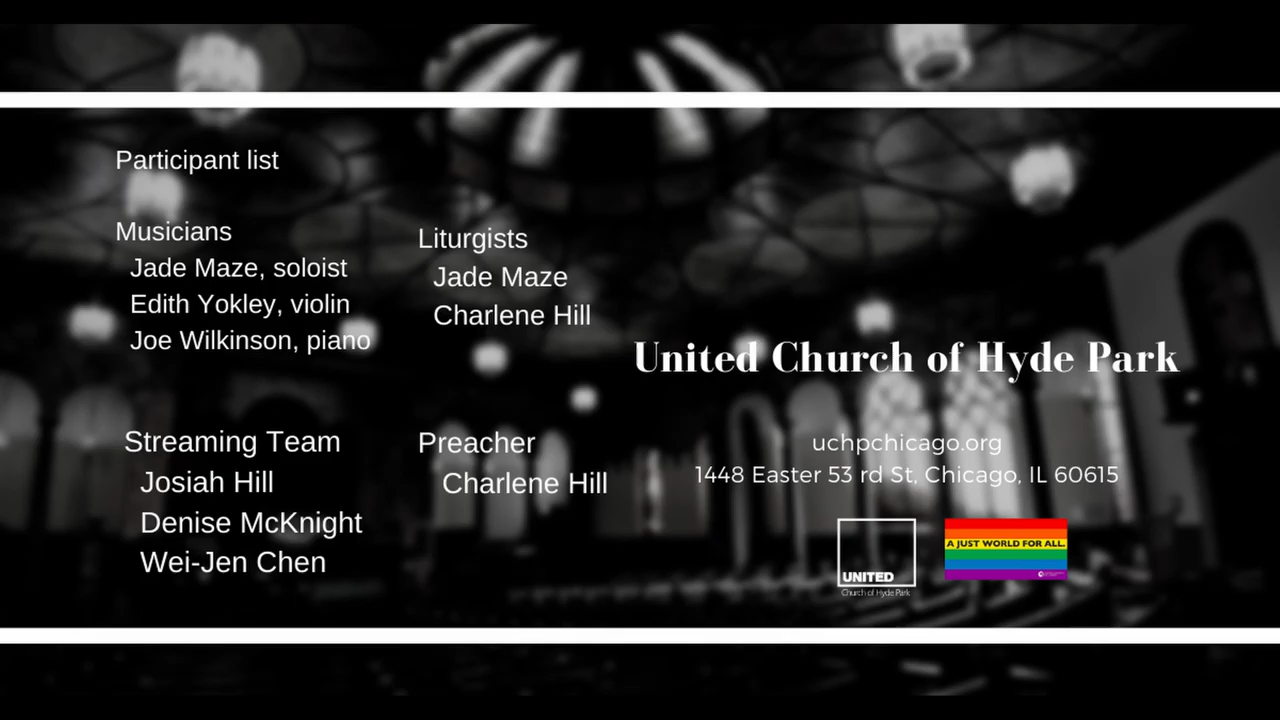 Participant list
Musicians
Jade Maze, soloist
Edith Yokley, violin
Joe Wilkinson, piano
Liturgists
Jade Maze
Charlene Hill
Streaming Team
Josiah Hill
Denise McKnight
Wei-Jen Chen
Preacher
Charlene Hill
United Church of Hyde Park
uchpchicago.org
1448 Easter 53 rd St, Chicago, IL 60615
UNITED
Church of Hyde Park
A JUST WORLD FOR ALL.